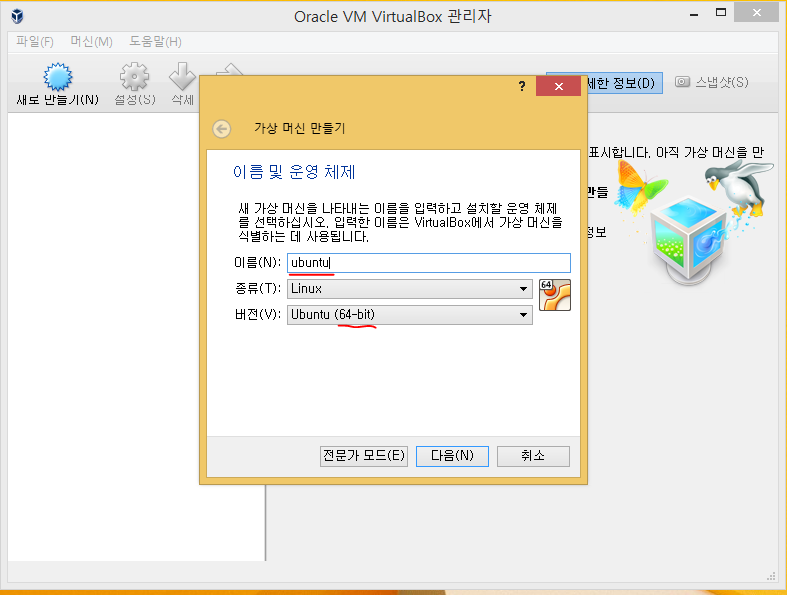 Oracle VM VirtualBox 관리자
파일(F) 머신(M) 도움말(H)
새로 만들기(N) 설정(S) 삭제
세한 정보(D) 스냅샷(S)
?
가상 머신 만들기
표시합니다. 아직 가상 머신을 만
만들
정보
이름 및 운영 체제
새 가상 머신을 나타내는 이름을 입력하고 설치할 운영 체제
를 선택하십시오. 입력한 이름은 VirtualBox에서 가상 머신을
식별하는 데 사용됩니다.
이름(N): ubuntu
종류(T): Linux
64
버전(V): Ubuntu (64-bit)
전문가 모드(E) 다음(N) 취소